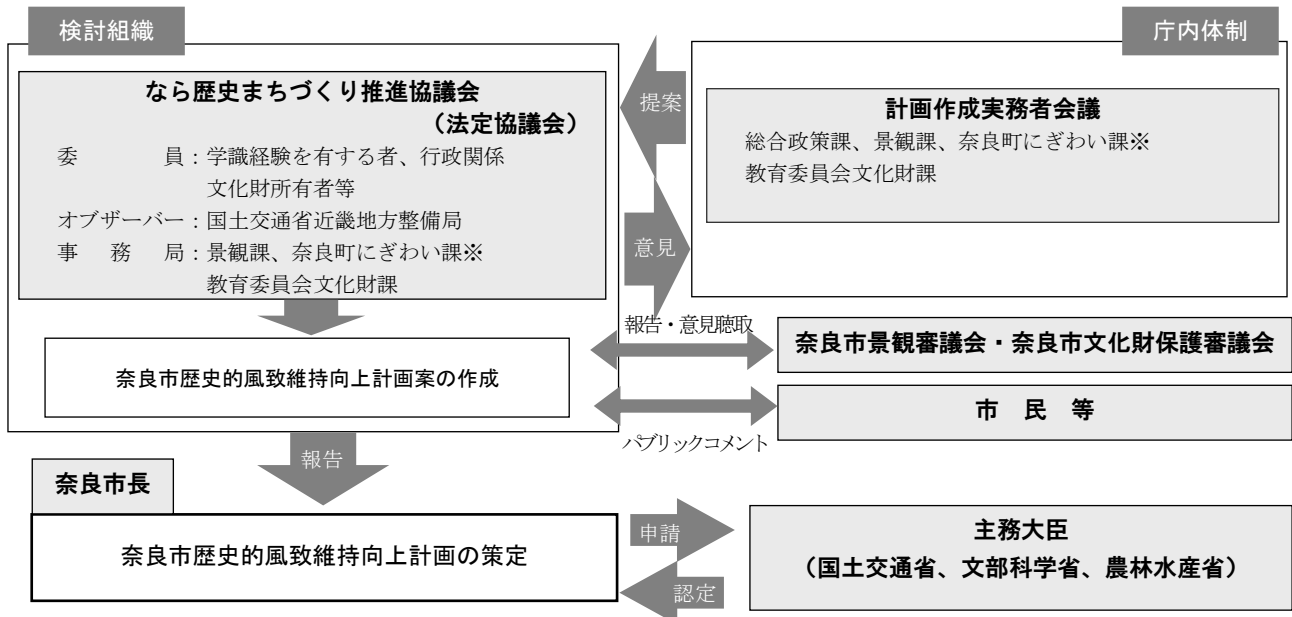 検討組織
なら歴史まちづくり推進協議会
（法定協議会）
委　　　　員：学識経験を有する者、行政関係
文化財所有者等
オブザーバー：国土交通省近畿地方整備局
事　務　局：景観課、奈良町にぎわい課※
教育委員会文化財課
奈良市歴史的風致維持向上計画案の作成
提案
意見
庁内体制
計画作成実務者会議
総合政策課、景観課、奈良町にぎわい課※
教育委員会文化財課
報告・意見聴取
奈良市景観審議会・奈良市文化財保護審議会
市　民　等
パブリックコメント
報告
奈良市長
奈良市歴史的風致維持向上計画の策定
申請
認定
主務大臣
（国土交通省、文部科学省、農林水産省）